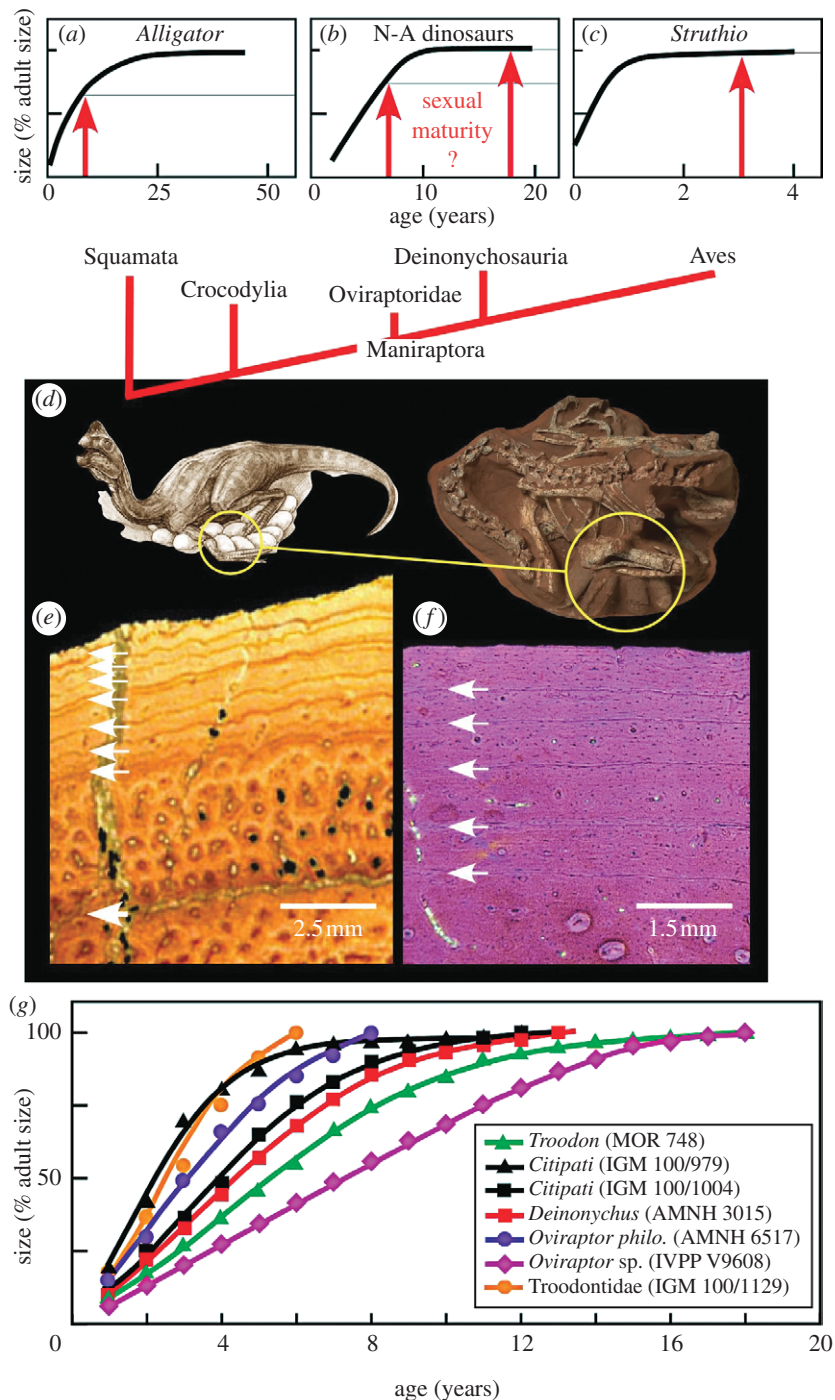 (a) Alligator
(b) N-A dinosaurs
(c) Struthio
size (% adult size)
sexual
maturity
?
0 25 50
0 10 20
0 2 4
age (years)
Squamata
Crocodylia
Oviraptoridae
Deinonychosauria
Aves
Maniraptora
(d)
(e)
2.5 mm
(f)
1.5 mm
(g)
100
50
size (% adult size)
Troodon (MOR 748)
Citipati (IGM 100/979)
Citipati (IGM 100/1004)
Deinonychus (AMNH 3015)
Oviraptor philo. (AMNH 6517)
Oviraptor sp. (IVPP V9608)
Troodontidae (IGM 100/1129)
0 4 8 12 16 20
age (years)